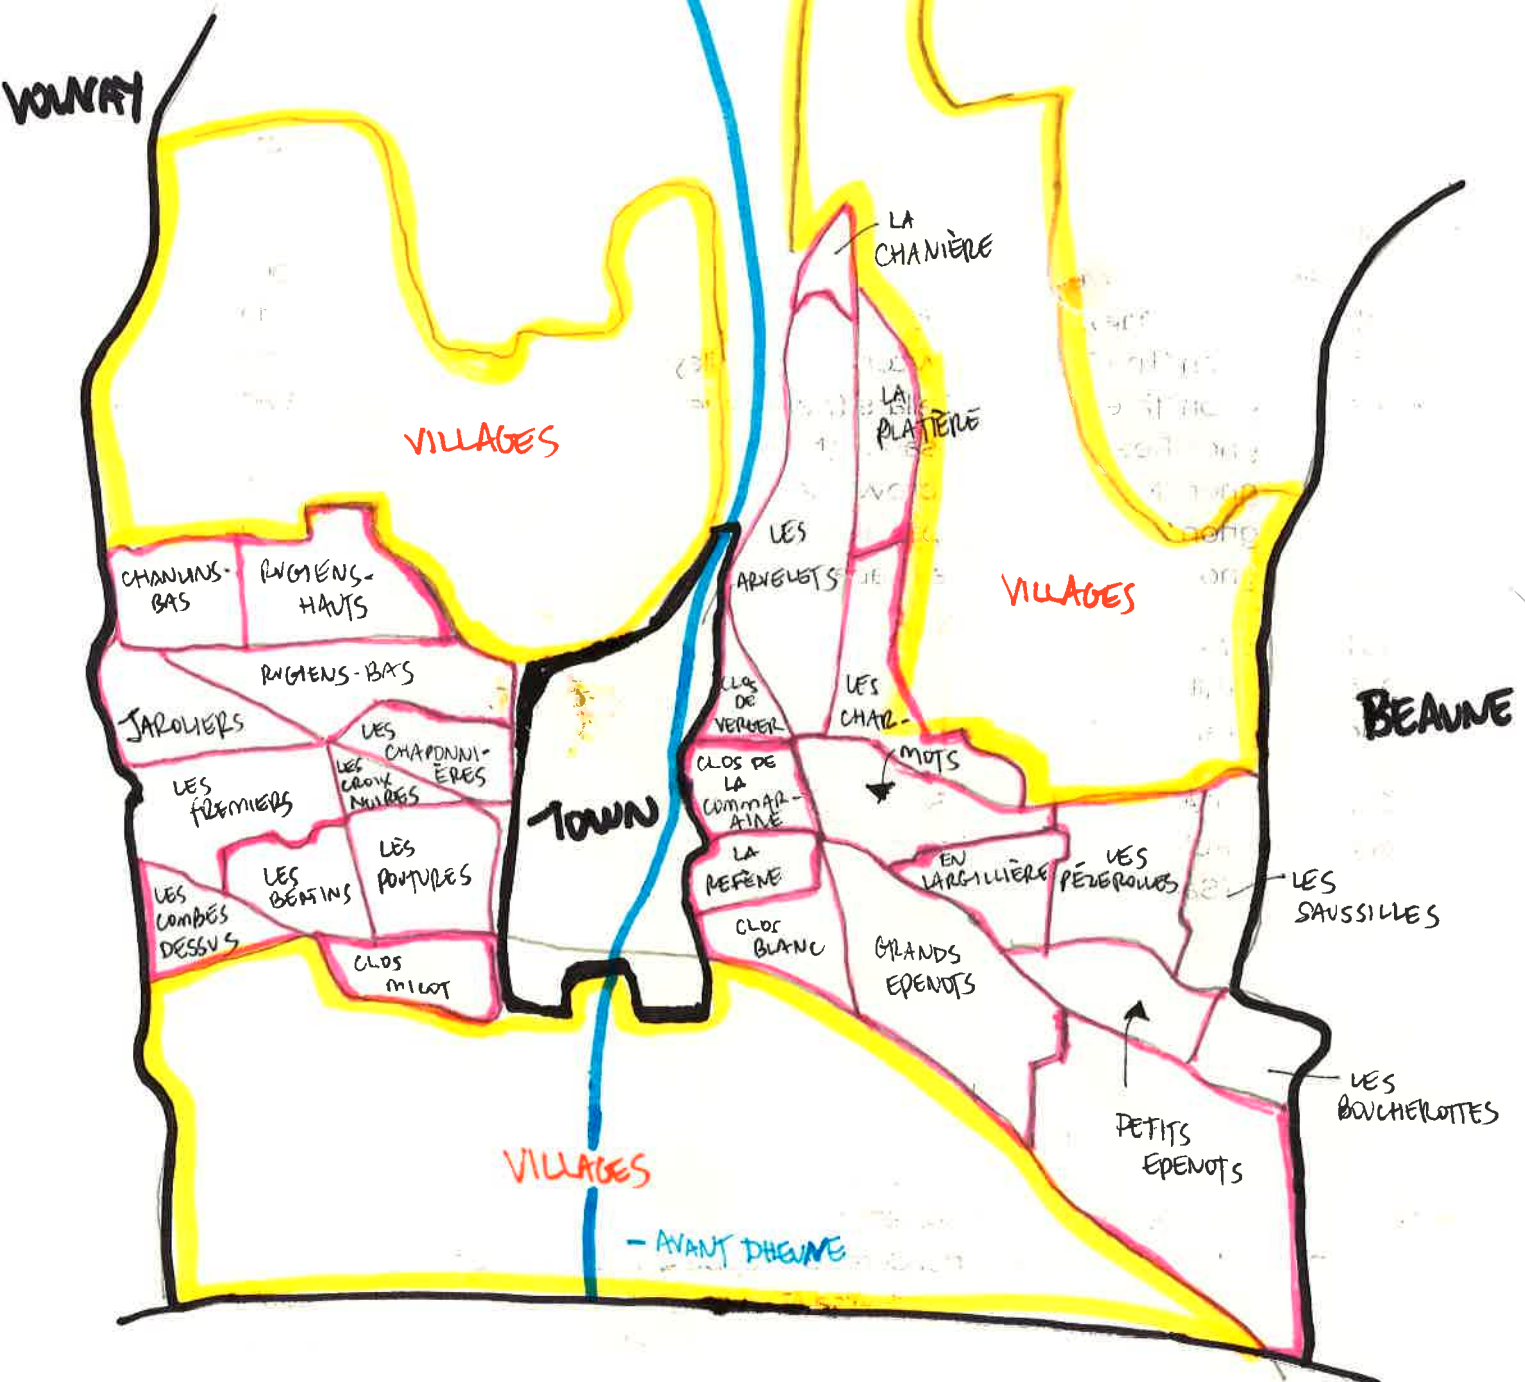 VOLNAY
LA
CHANIÈRE
LA
PLATIÈRE
VILLAGES
LES
ARVELETS
VILLAGES
CHANLINS-
BAS
RUGIENS-
HAUTS
RUGIENS-BAS
JAROLIERS
LES
CHAPONNI-
ÈRES
LES
CROIX
NOIRES
LES
FREMIERS
LES
BERTINS
LES
POUTURES
LES
COMBES
DESSUS
CLOS
MICOT
TOWN
CLOS
DE
VERGER
LES
CHAR-
MOTS
CLOS DE
LA
COMMAR-
AINE
LA
REFÈNE
CLOS
BLANC
GRANDS
EPENOTS
EN
LARGILLIÈRE
LES
PÉZEROLLES
BEAUNE
LES
SAUSSILLES
LES
BOUCHEROTTES
PETITS
EPENOTS
VILLAGES
- AVANT DHEUNE